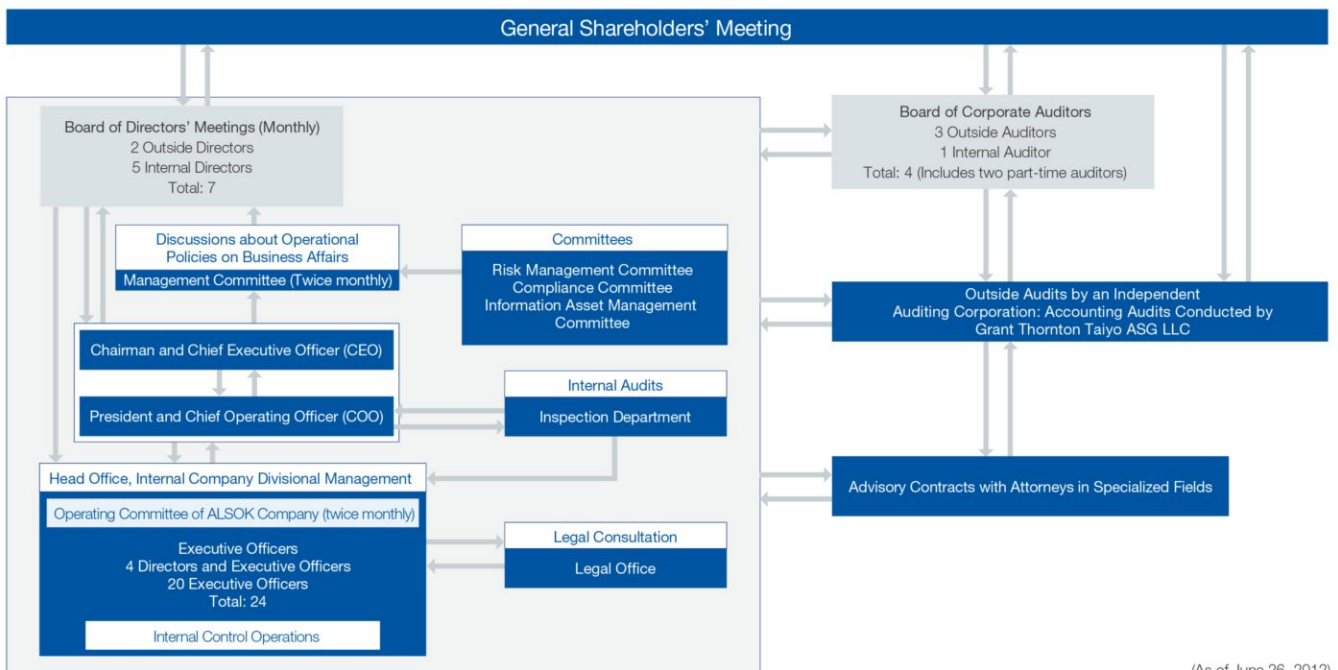 General Shareholders' Meeting
Board of Directors' Meetings (Monthly)
2 Outside Directors
5 Internal Directors
Total: 7
Board of Corporate Auditors
3 Outside Auditors
1 Internal Auditor
Total: 4 (Includes two part-time auditors)
Discussions about Operational
Policies on Business Affairs
Management Committee (Twice monthly)
Committees
Risk Management Committee
Compliance Committee
Information Asset Management
Committee
Outside Audits by an Independent
Auditing Corporation: Accounting Audits Conducted by
Grant Thornton Taiyo ASG LLC
Chairman and Chief Executive Officer (CEO)
President and Chief Operating Officer (COO)
Internal Audits
Inspection Department
Head Office, Internal Company Divisional Management
Operating Committee of ALSOK Company (twice monthly)
Executive Officers
4 Directors and Executive Officers
20 Executive Officers
Total: 24
Internal Control Operations
Legal Consultation
Legal Office
Advisory Contracts with Attorneys in Specialized Fields
(As of June 26, 2012)